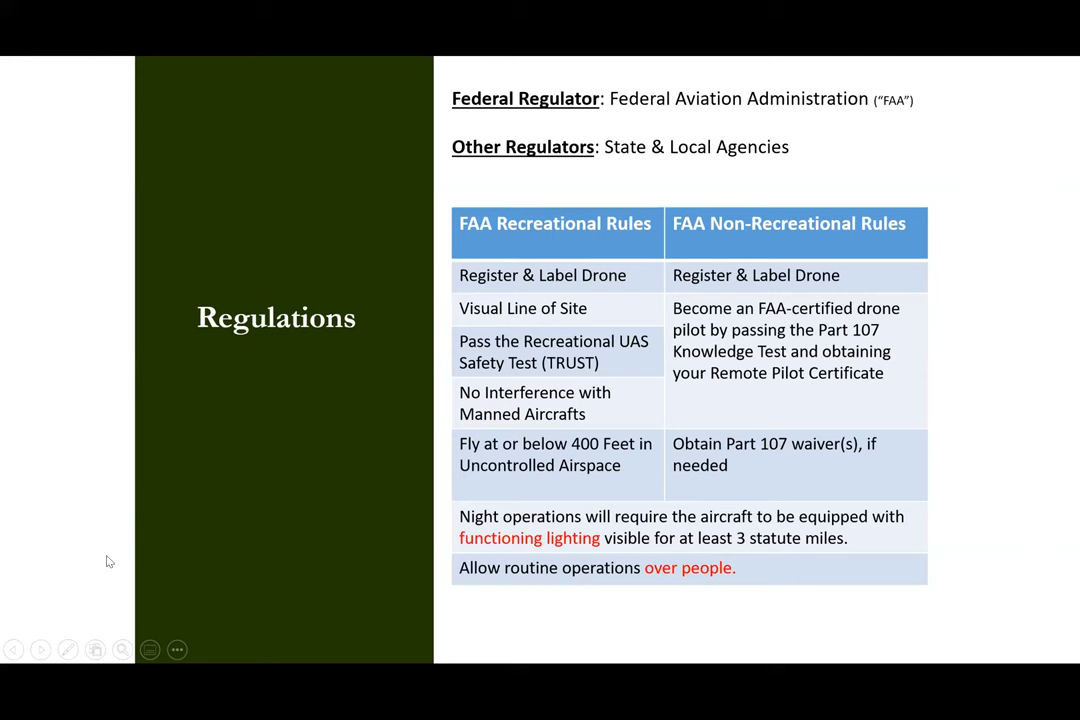 Regulations
Federal Regulator: Federal Aviation Administration (“FAA”)
Other Regulators: State & Local Agencies
FAA Recreational Rules
FAA Non-Recreational Rules
Register & Label Drone
Register & Label Drone
Visual Line of Site
Become an FAA-certified drone
pilot by passing the Part 107
Knowledge Test and obtaining
your Remote Pilot Certificate
Pass the Recreational UAS
Safety Test (TRUST)
No Interference with
Manned Aircrafts
Fly at or below 400 Feet in
Uncontrolled Airspace
Obtain Part 107 waiver(s), if
needed
Night operations will require the aircraft to be equipped with
functioning lighting visible for at least 3 statute miles.
Allow routine operations over people.